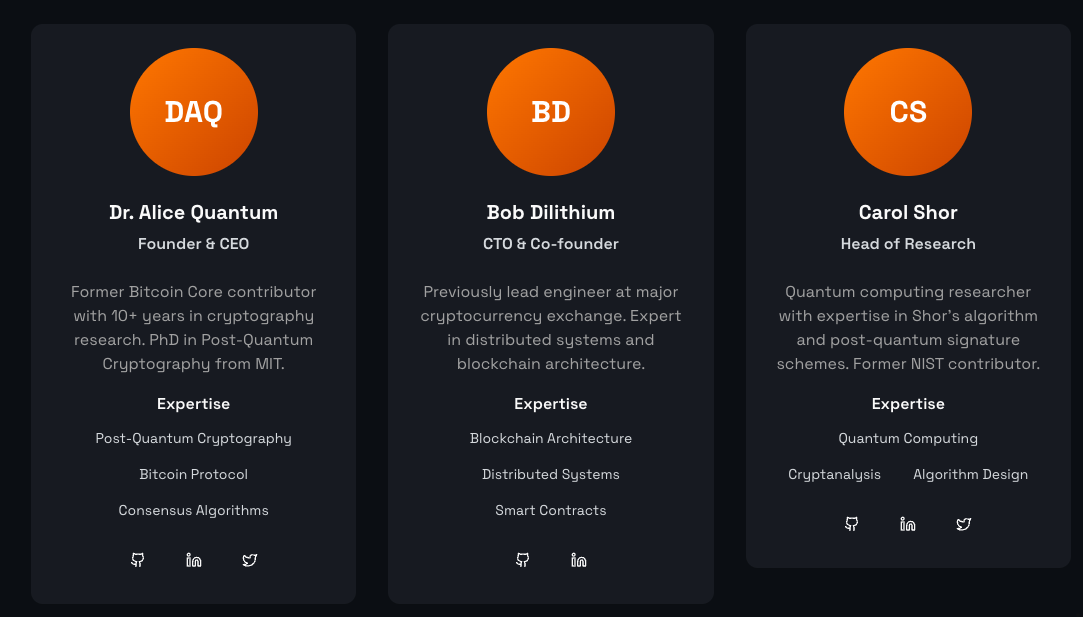 DAQ
Dr. Alice Quantum
Founder & CEO
Former Bitcoin Core contributor
with 10+ years in cryptography
research. PhD in Post-Quantum
Cryptography from MIT.
Expertise
Post-Quantum Cryptography
Bitcoin Protocol
Consensus Algorithms
BD
Bob Dilithium
CTO & Co-founder
Previously lead engineer at major
cryptocurrency exchange. Expert
in distributed systems and
blockchain architecture.
Expertise
Blockchain Architecture
Distributed Systems
Smart Contracts
CS
Carol Shor
Head of Research
Quantum computing researcher
with expertise in Shor's algorithm
and post-quantum signature
schemes. Former NIST contributor.
Expertise
Quantum Computing
Cryptanalysis Algorithm Design